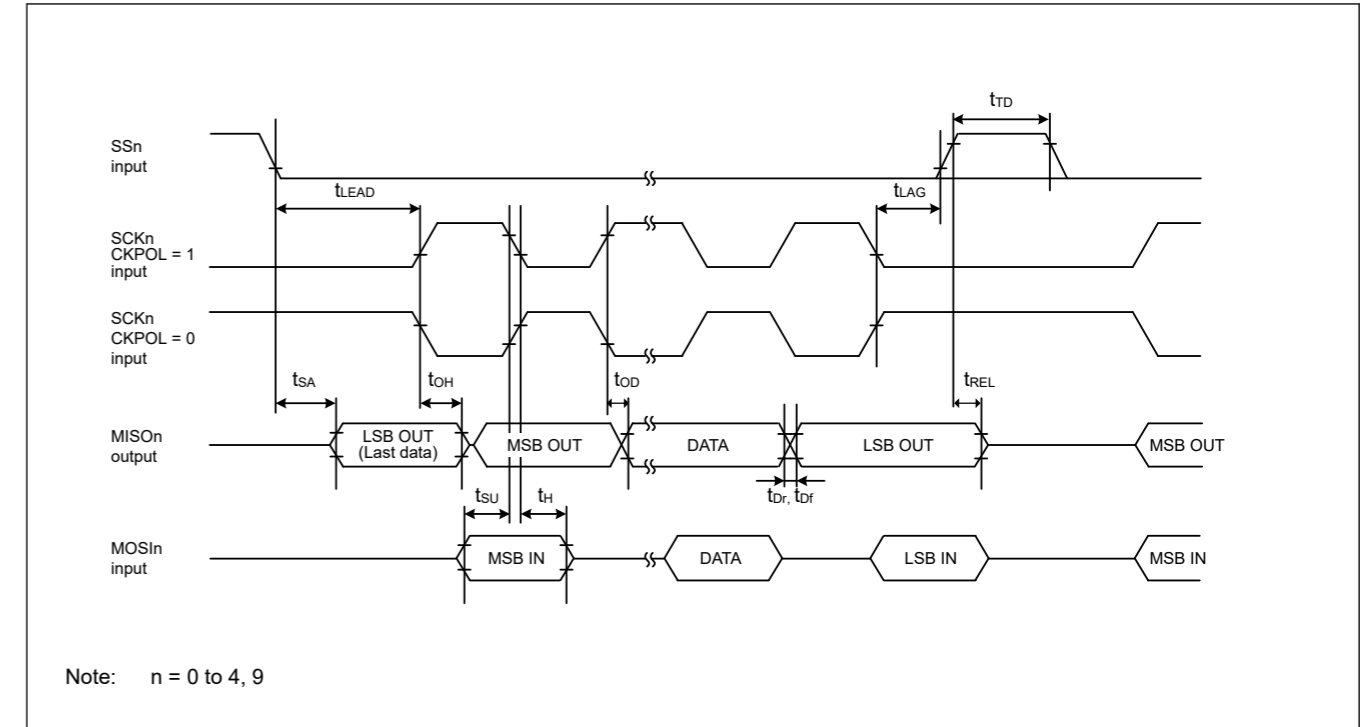 tTD
SSn
input
tLEAD
tLAG
SCKn
CKPOL = 1
input
SCKn
CKPOL = 0
input
tSA
tOH
tOD
tREL
MISOn
output
LSB OUT
(Last data)
MSB OUT
DATA
LSB OUT
MSB OUT
tSU
tH
tDr, tDf
MOSIn
input
MSB IN
DATA
LSB IN
MSB IN
Note: n = 0 to 4, 9